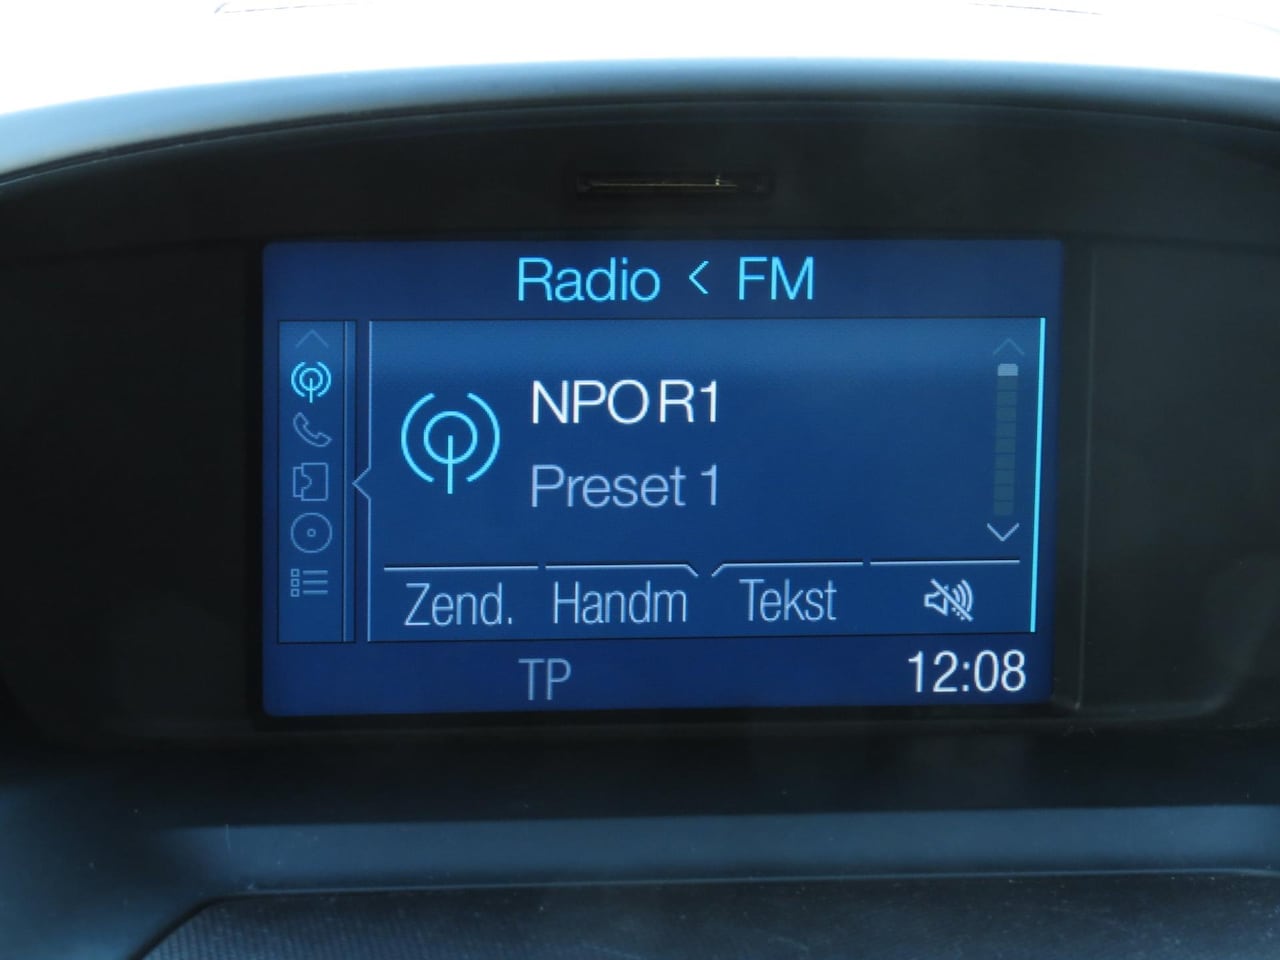 Radio < FM
NPO R1
Preset 1
Zend. Handm Tekst
TP 12:08